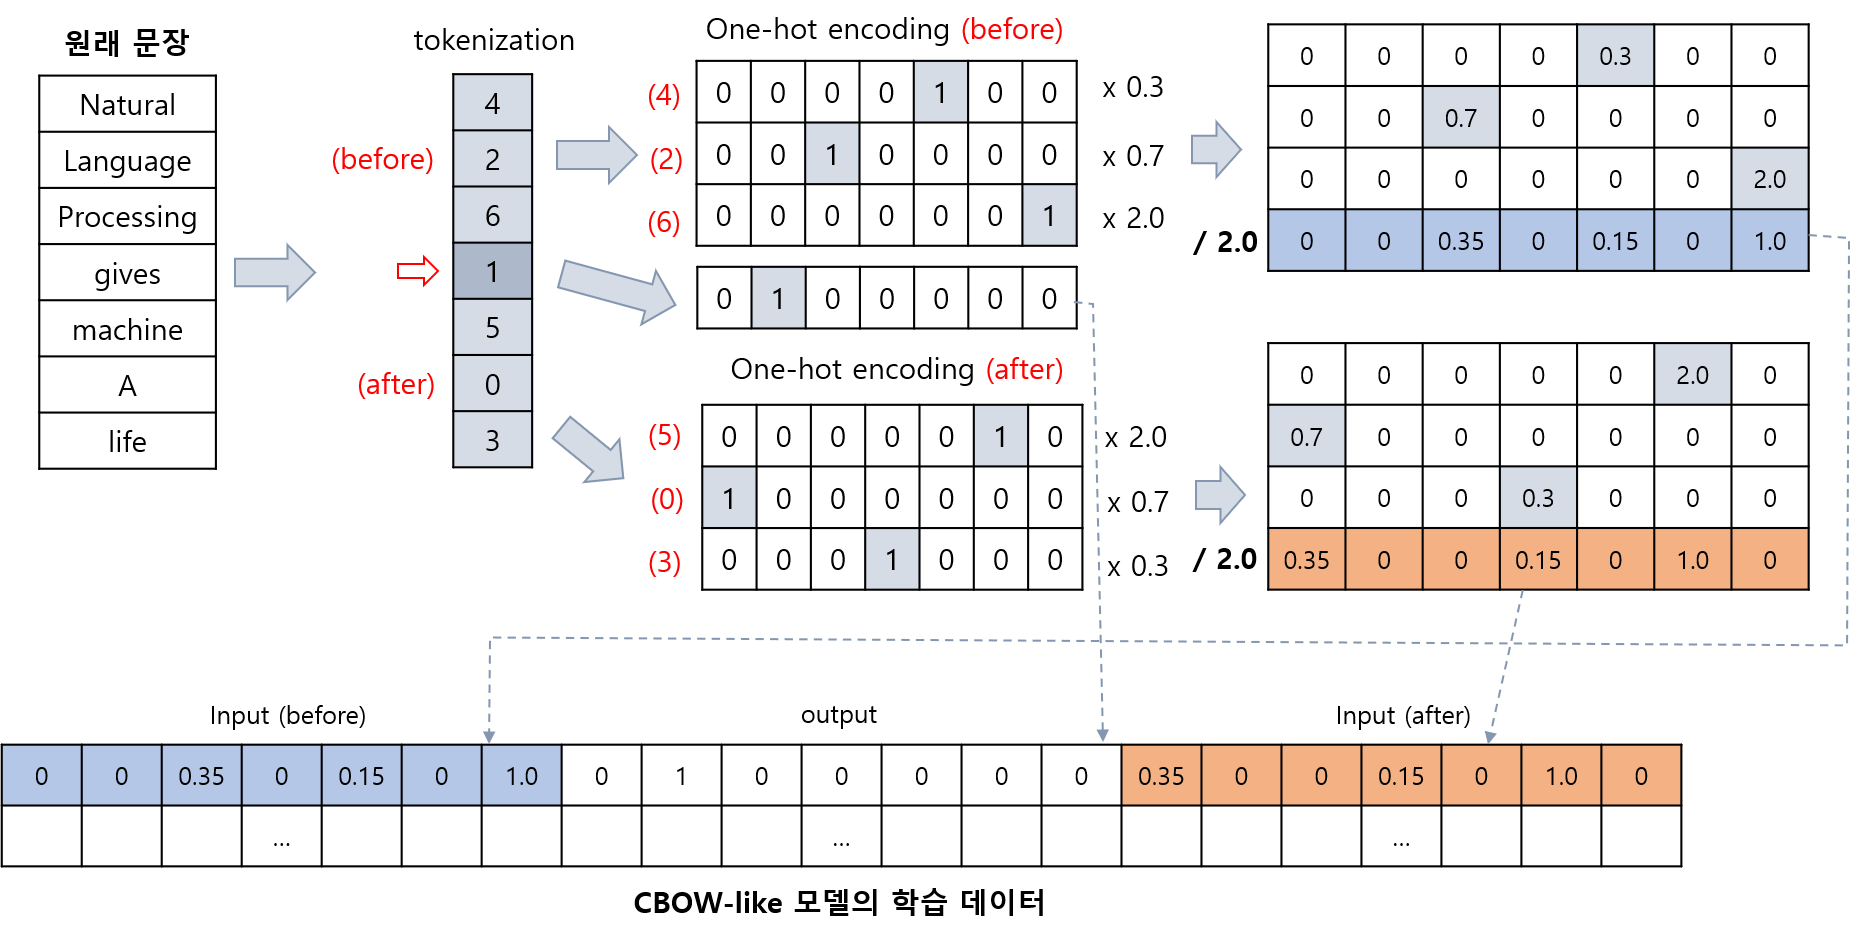 원래 문장
Natural
Language
Processing
gives
machine
A
life
tokenization
(before)
(after)
4
2
6
1
5
0
3
One-hot encoding (before)
(4) 0 0 0 0 1 0 0 x 0.3
(2) 0 0 1 0 0 0 0 x 0.7
(6) 0 0 0 0 0 0 1 x 2.0
0 1 0 0 0 0 0
One-hot encoding (after)
(5) 0 0 0 0 0 1 0 x 2.0
(0) 1 0 0 0 0 0 0 x 0.7
(3) 0 0 0 1 0 0 0 x 0.3
0 0 0 0 0.3 0 0
0 0 0.7 0 0 0 0
0 0 0 0 0 0 2.0
/ 2.0 0 0 0.35 0 0.15 0 1.0
0 0 0 0 0 2.0 0
0.7 0 0 0 0 0 0
0 0 0 0.3 0 0 0
/ 2.0 0.35 0 0 0.15 0 1.0 0
Input (before) output Input (after)
0 0 0.35 0 0.15 0 1.0 0 1 0 0 0 0 0 0.35 0 0 0.15 0 1.0 0
... ... ...
CBOW-like 모델의 학습 데이터